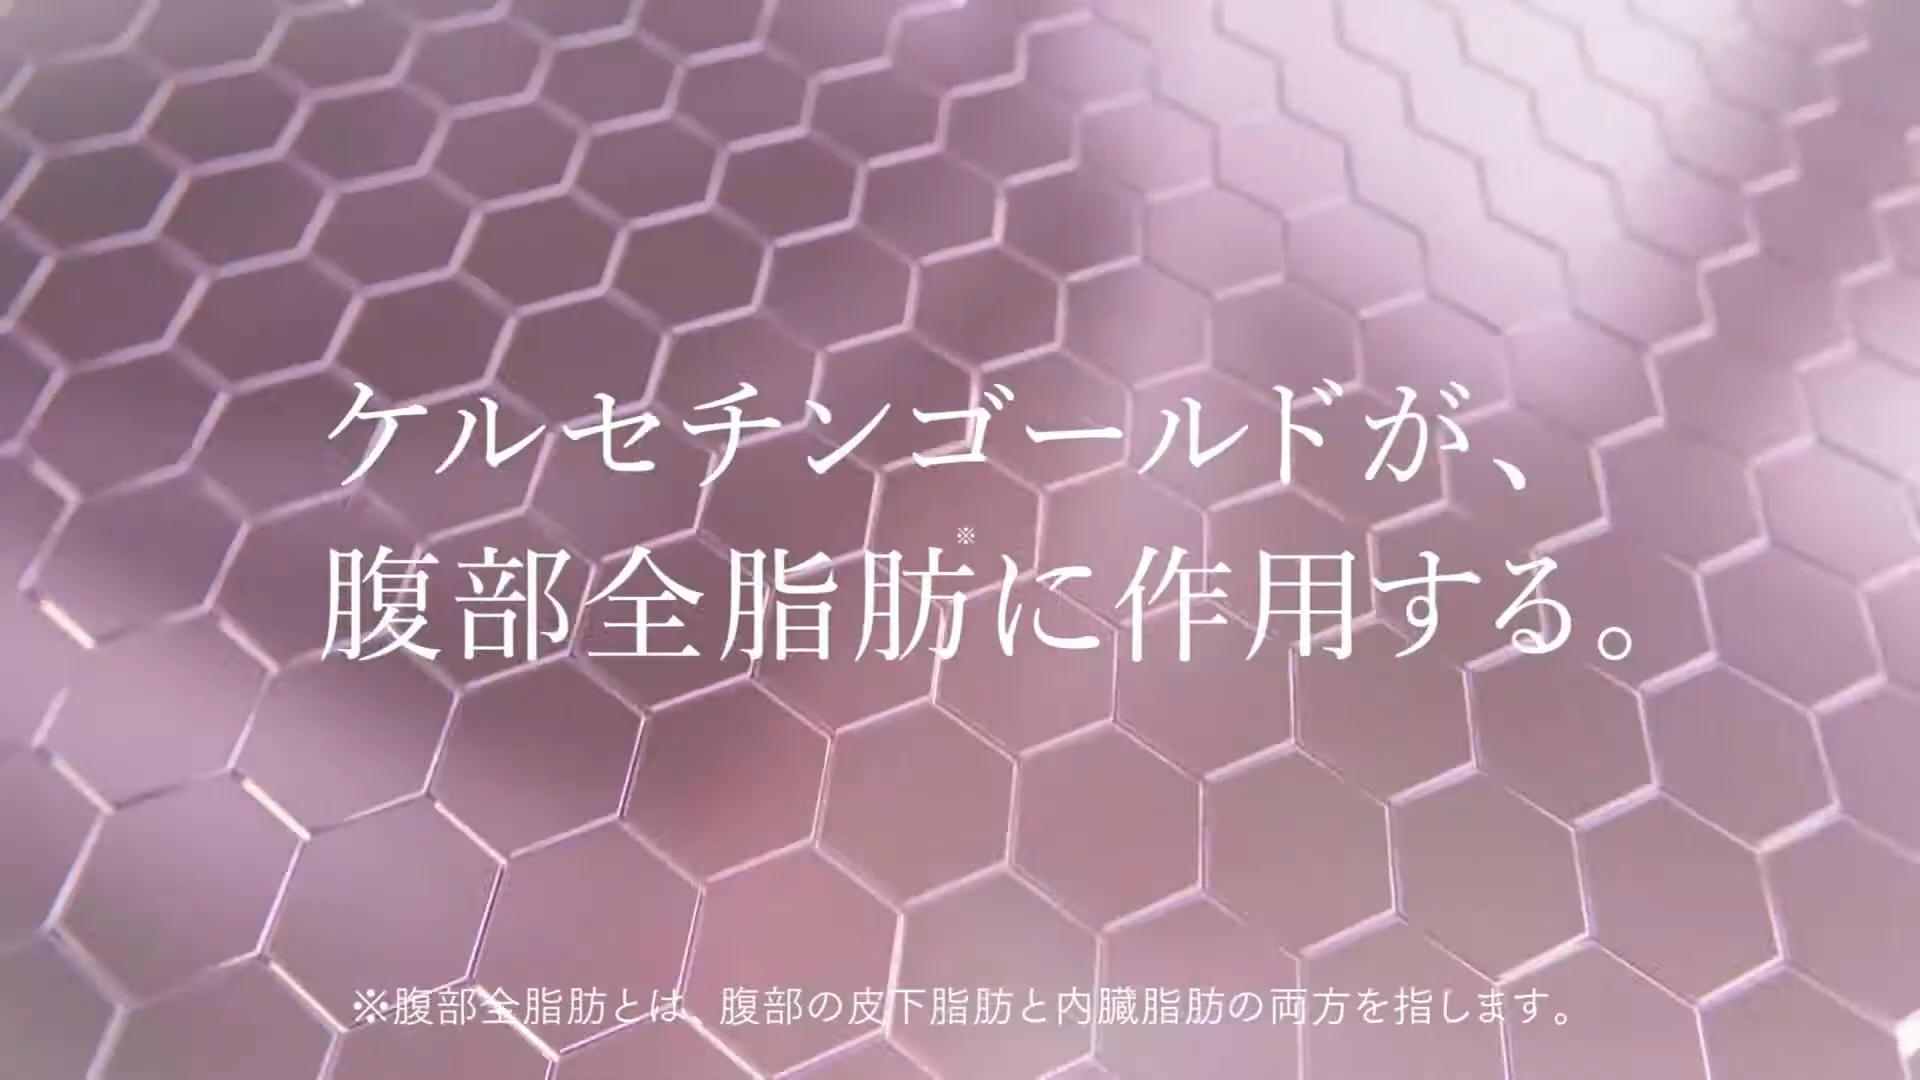 ケルセチンゴールドが、
腹部全脂肪※に作用する。
※腹部全脂肪とは、腹部の皮下脂肪と内臓脂肪の両方を指します。